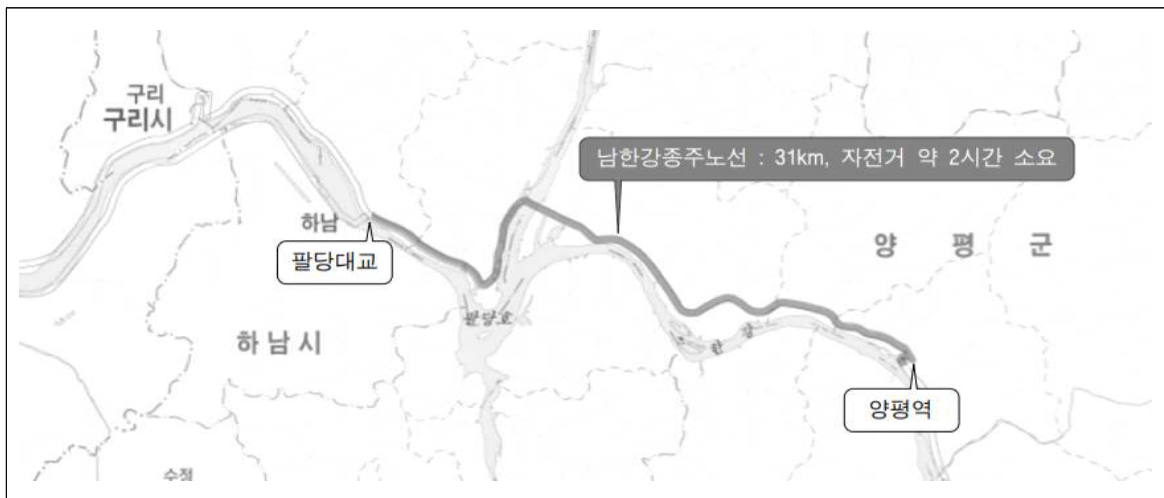 구리
구리시
남한강종주노선 : 31km, 자전거 약 2시간 소요
하남
양 평 군
팔당대교
팔당호
하남시
한 강
양평역
수정